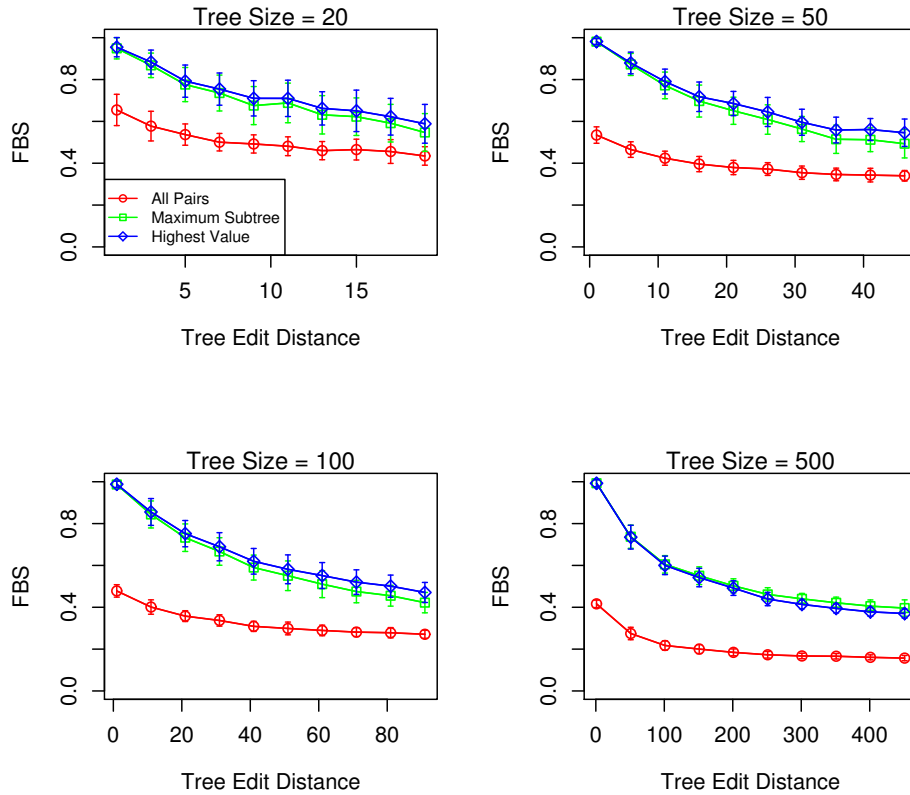 Tree Size = 20
FBS
0.0 0.4 0.8
All Pairs
Maximum Subtree
Highest Value
5 10 15
Tree Edit Distance
Tree Size = 50
FBS
0.0 0.4 0.8
0 10 20 30 40
Tree Edit Distance
Tree Size = 100
FBS
0.0 0.4 0.8
0 20 40 60 80
Tree Edit Distance
Tree Size = 500
FBS
0.0 0.4 0.8
0 100 200 300 400
Tree Edit Distance